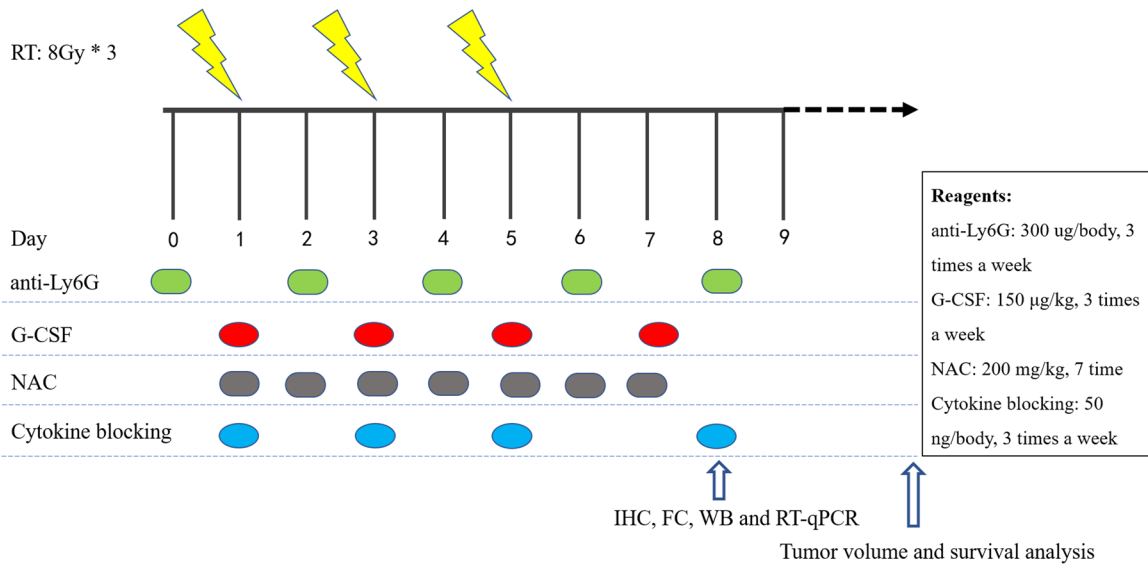 RT: 8Gy * 3
Day
0 1 2 3 4 5 6 7 8 9
anti-Ly6G
G-CSF
NAC
Cytokine blocking
Reagents:
anti-Ly6G: 300 ug/body, 3
times a week
G-CSF: 150 μg/kg, 3 times
a week
NAC: 200 mg/kg, 7 time
Cytokine blocking: 50
ng/body, 3 times a week
IHC, FC, WB and RT-qPCR
Tumor volume and survival analysis